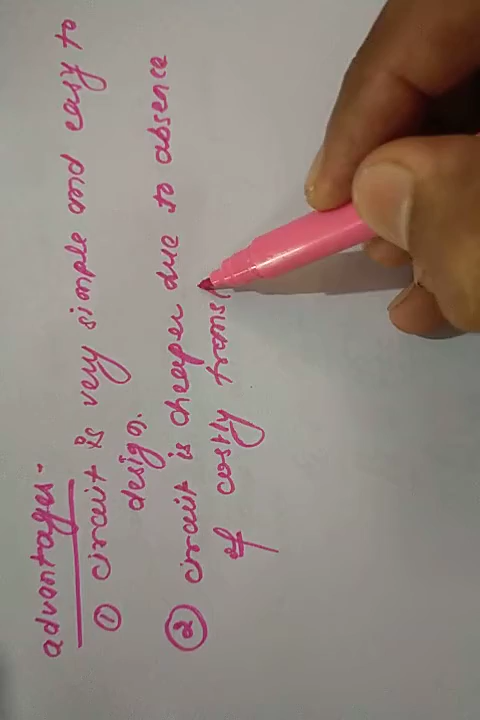 advantages -
① circuit is very simple and easy to
design.
② circuit is cheaper due to absence
of costly trans